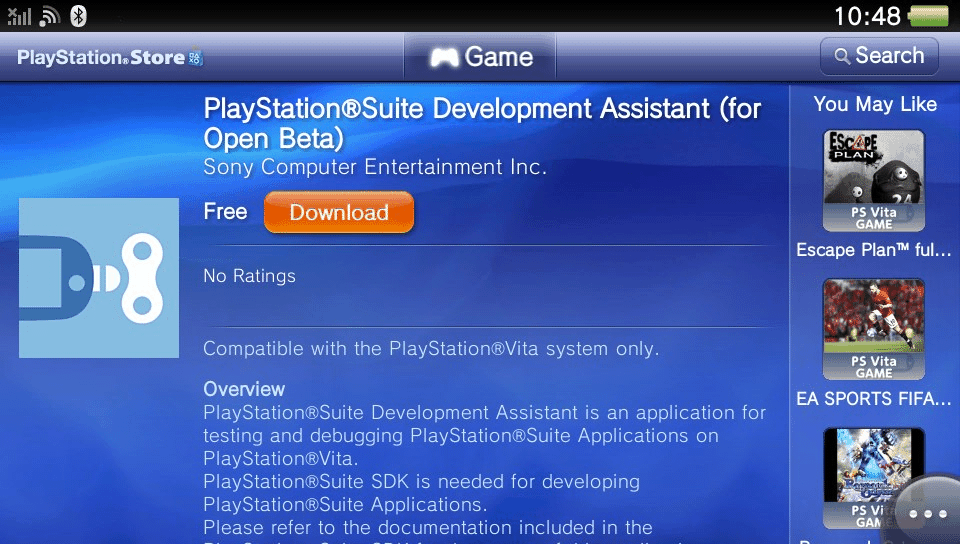 10:48
PlayStation®Store
Game
Search
PlayStation®Suite Development Assistant (for
Open Beta)
Sony Computer Entertainment Inc.
Free
Download
No Ratings
Compatible with the PlayStation®Vita system only.
Overview
PlayStation®Suite Development Assistant is an application for
testing and debugging PlayStation®Suite Applications on
PlayStation®Vita.
PlayStation®Suite SDK is needed for developing
PlayStation®Suite Applications.
Please refer to the documentation included in the
You May Like
ESCAPE
PLAN
24
PS Vita
GAME
Escape Plan™ ful...
PS Vita
GAME
EA SPORTS FIFA...
PS Vi
GAM